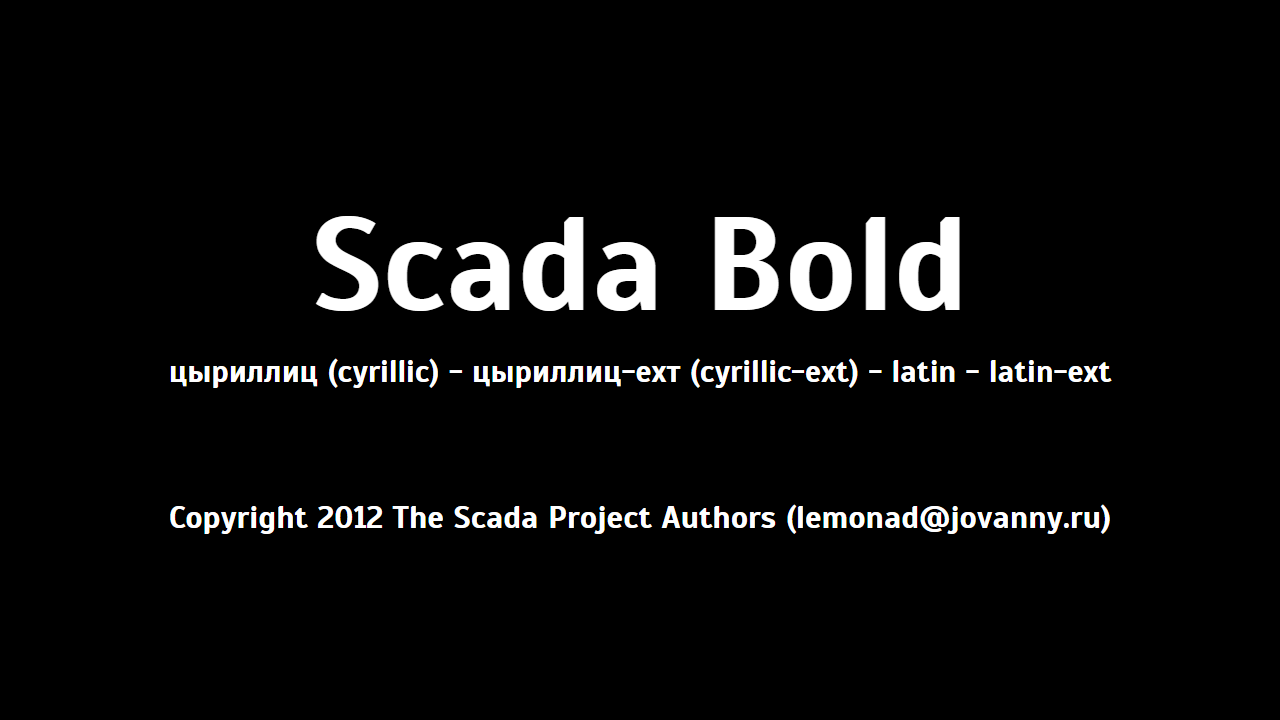 Scada Bold
цыриллиц (cyrillic) - цыриллиц-ехт (cyrillic-ext) - latin - latin-ext
Copyright 2012 The Scada Project Authors (lemonad@jovanny.ru)